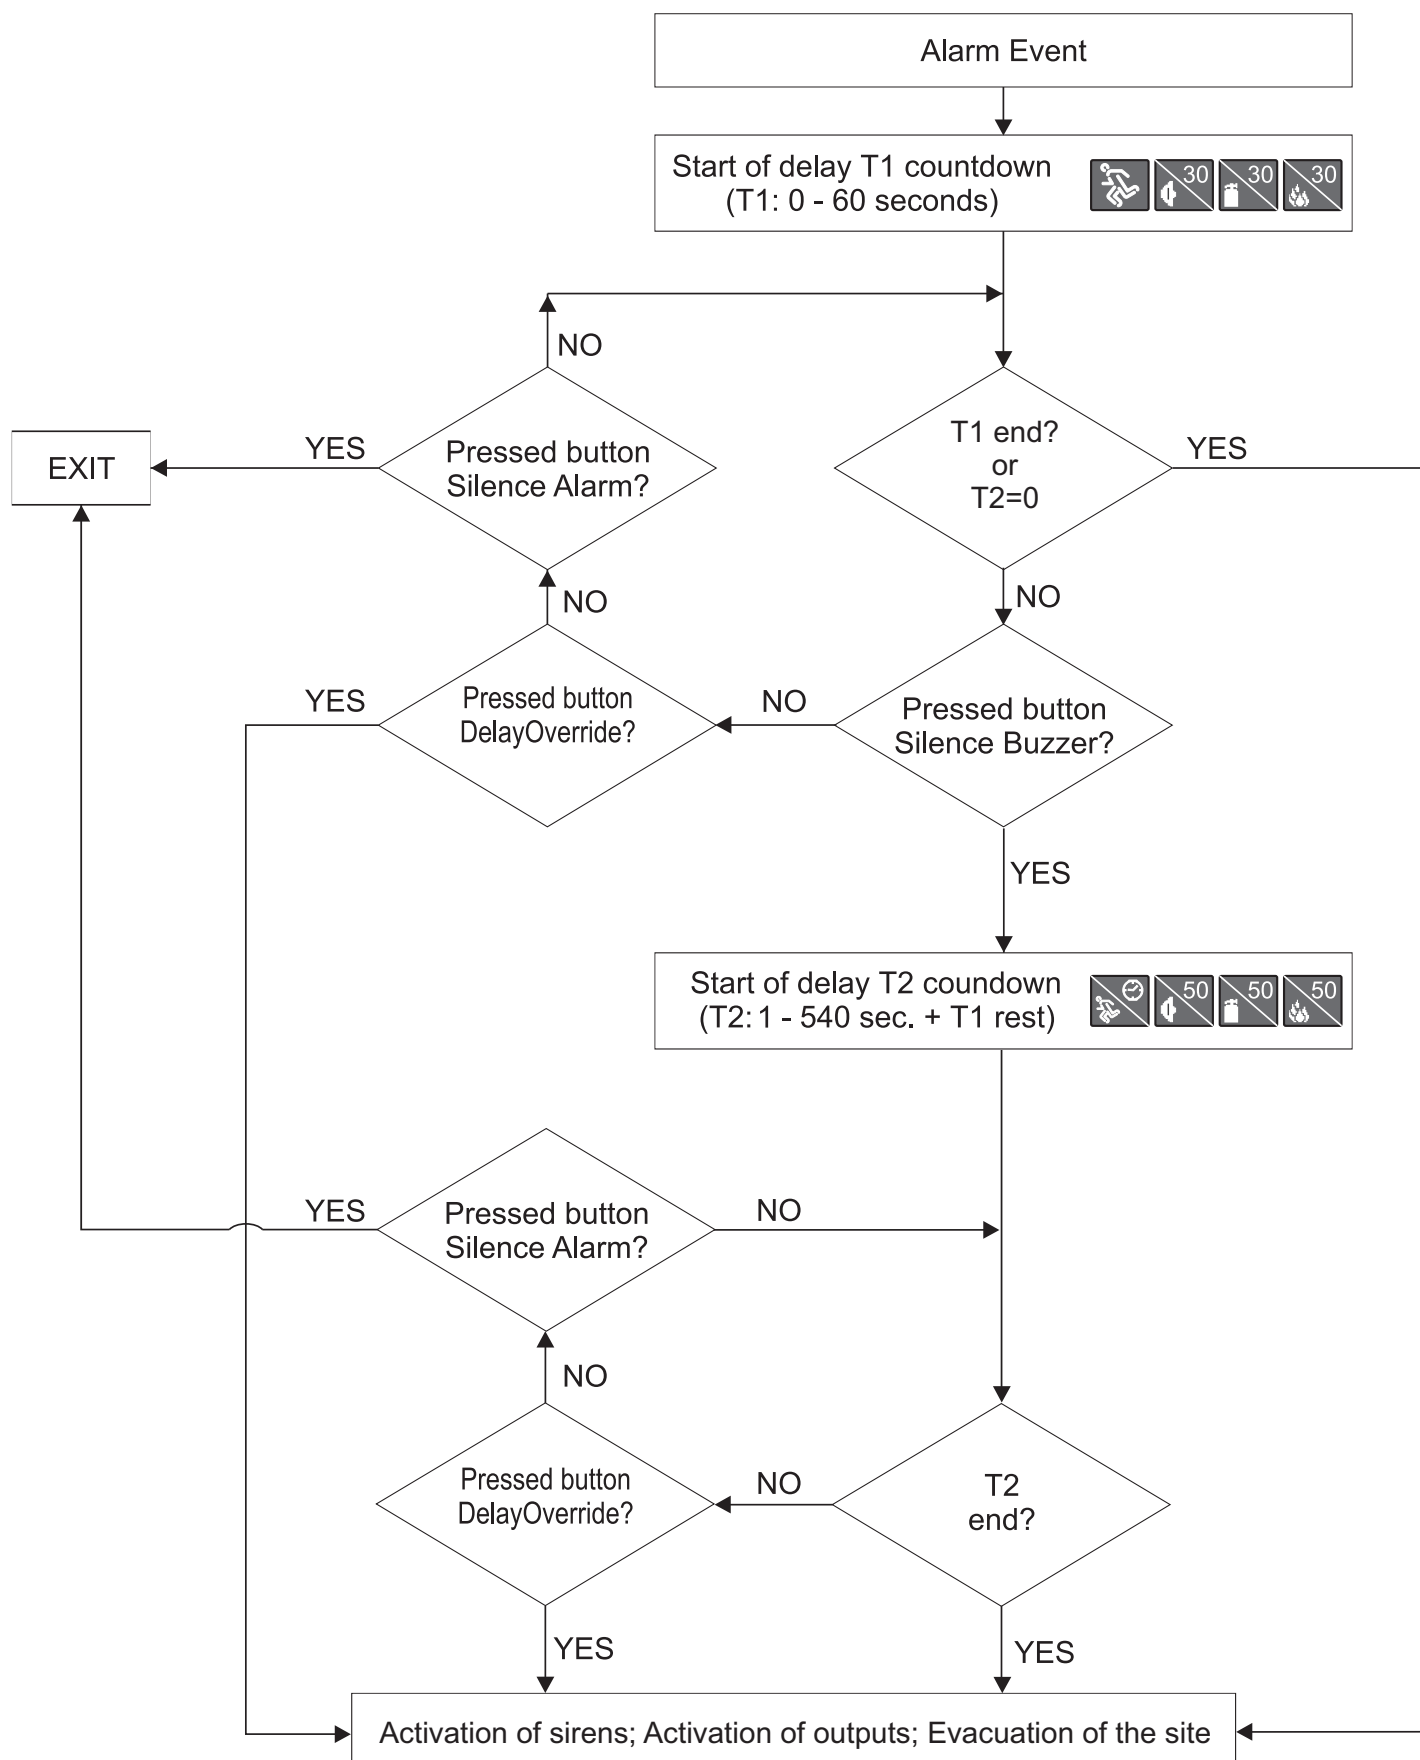 Alarm Event
Start of delay T1 countdown
(T1: 0 - 60 seconds)
30
30
30
NO
YES
EXIT
Pressed button
Silence Alarm?
T1 end?
or
T2=0
YES
NO
NO
YES
Pressed button
DelayOverride?
NO
Pressed button
Silence Buzzer?
YES
Start of delay T2 coundown
(T2: 1 - 540 sec. + T1 rest)
50
50
50
YES
Pressed button
Silence Alarm?
NO
NO
Pressed button
DelayOverride?
NO
T2
end?
YES
YES
Activation of sirens; Activation of outputs; Evacuation of the site